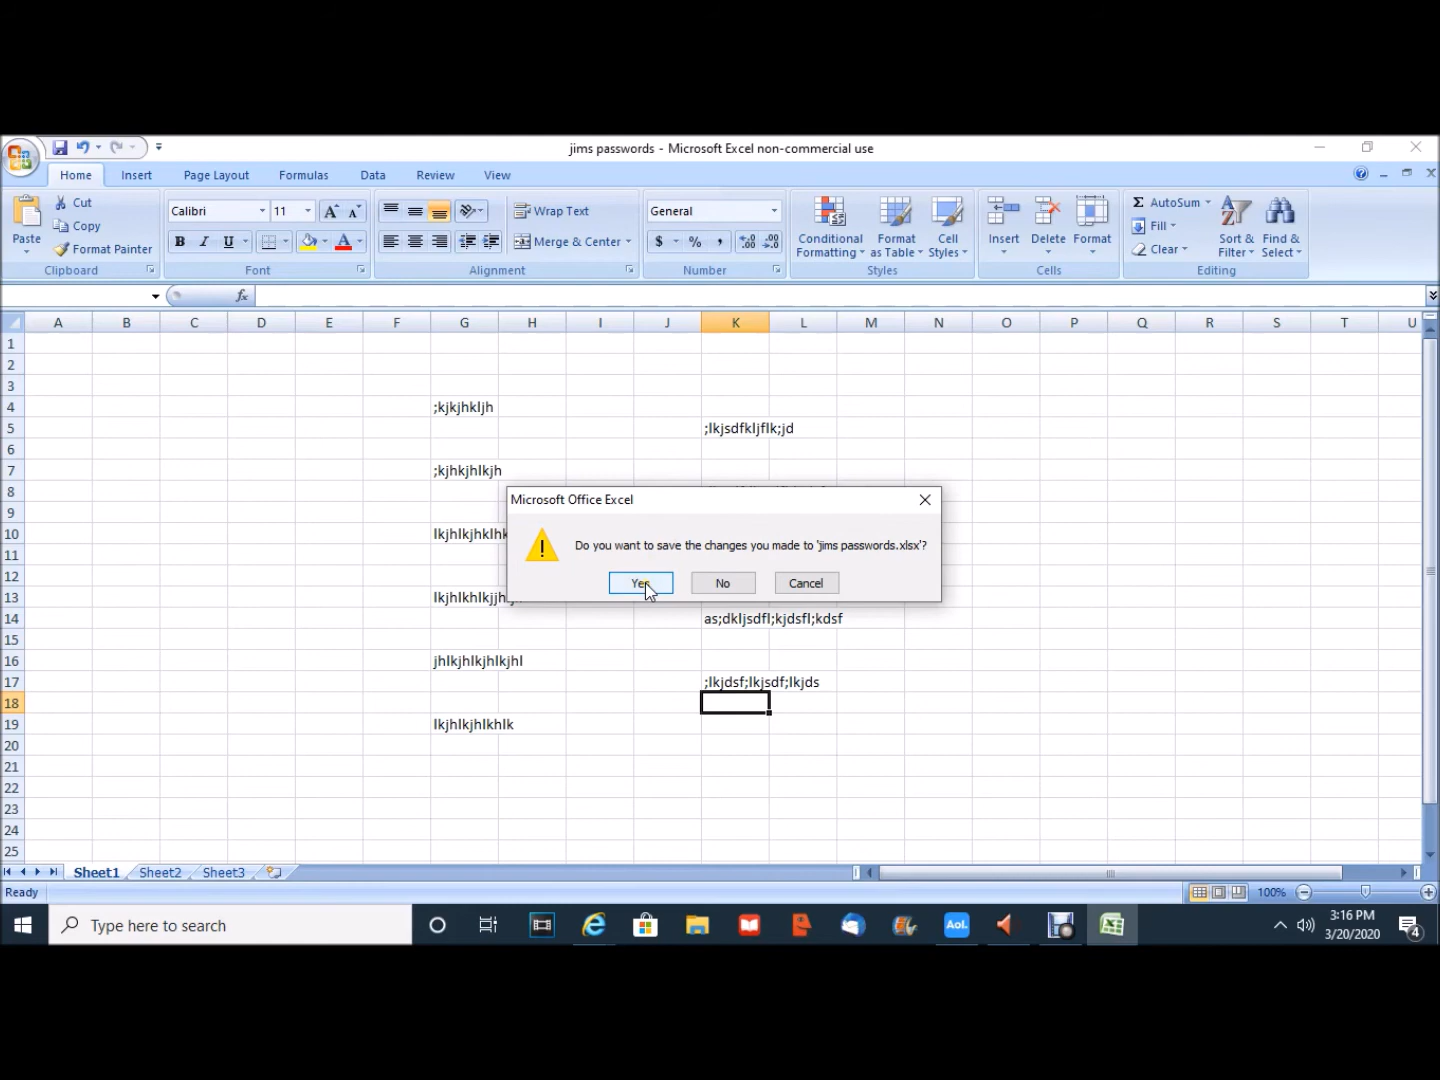 jims passwords - Microsoft Excel non-commercial use
Home Insert Page Layout Formulas Data Review View
Paste
Cut
Copy
Format Painter
Clipboard
Calibri 11
B I U
Font
Wrap Text
Merge & Center
Alignment
General
$ % ,
Number
Conditional Formatting
Format as Table
Cell Styles
Styles
Insert Delete Format
Cells
AutoSum
Fill
Clear
Sort & Filter
Find & Select
Editing
fx
A B C D E F G H I J K L M N O P Q R S T U
1
2
3
4 ;kjkjhkljh
5 ;lkjsdfkljflk;jd
6
7 ;kjhkjhlkjh
8
9
10 lkjhlkjhklhk
11
12
13
14 as;dkljsdfl;kjdsfl;kdsf
15
16 jhlkjhlkjhlkjhl
17 ;lkjdsf;lkjsdf;lkjds
18
19 lkjhlkjhlkhlk
20
21
22
23
24
25
Microsoft Office Excel
Do you want to save the changes you made to 'jims passwords.xlsx'?
Yes No Cancel
Sheet1 Sheet2 Sheet3
Ready 100%
Type here to search
Aol.
3:16 PM
3/20/2020
4